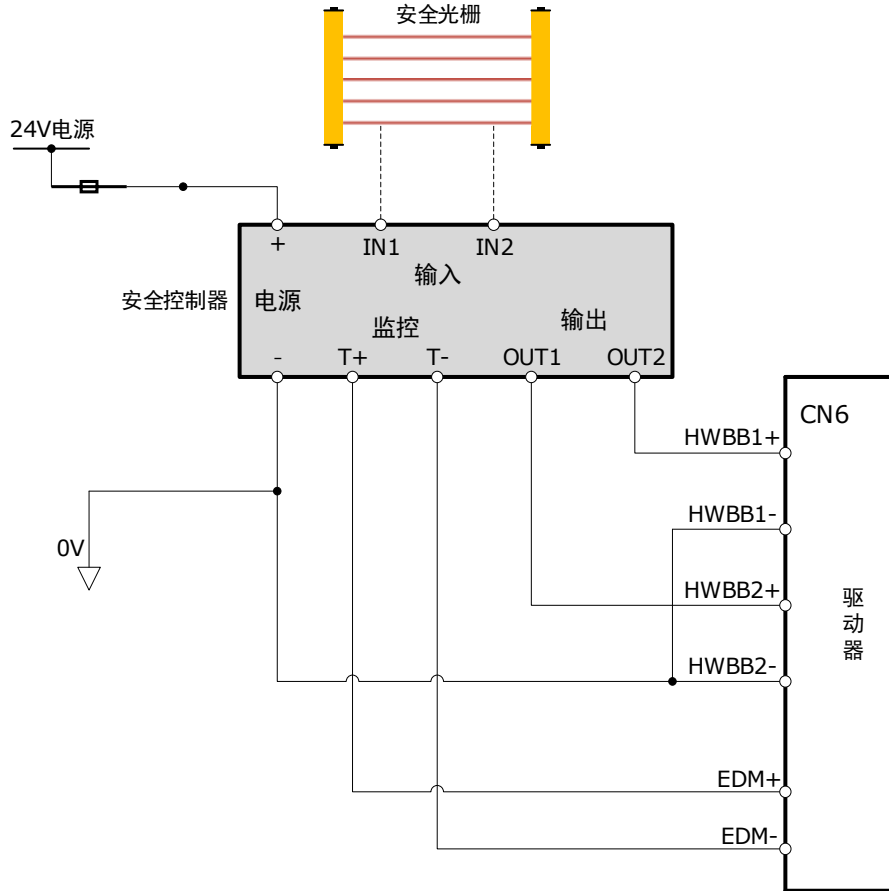 安全光栅
24V电源
+
IN1
IN2
输入
安全控制器
电源
监控
输出
-
T+
T-
OUT1
OUT2
CN6
HWBB1+
HWBB1-
0V
HWBB2+
驱
动
器
HWBB2-
EDM+
EDM-